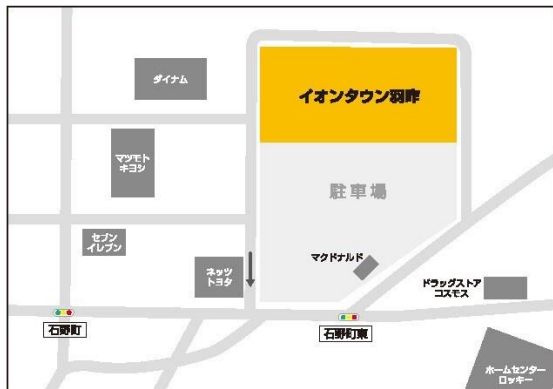 ダイナム
イオンタウン羽咋
マツモト
キヨシ
駐車場
セブン
イレブン
マクドナルド
ネッツ
トヨタ
ドラッグストア
コスモス
石野町
石野町東
ホームセンター
ロッキー